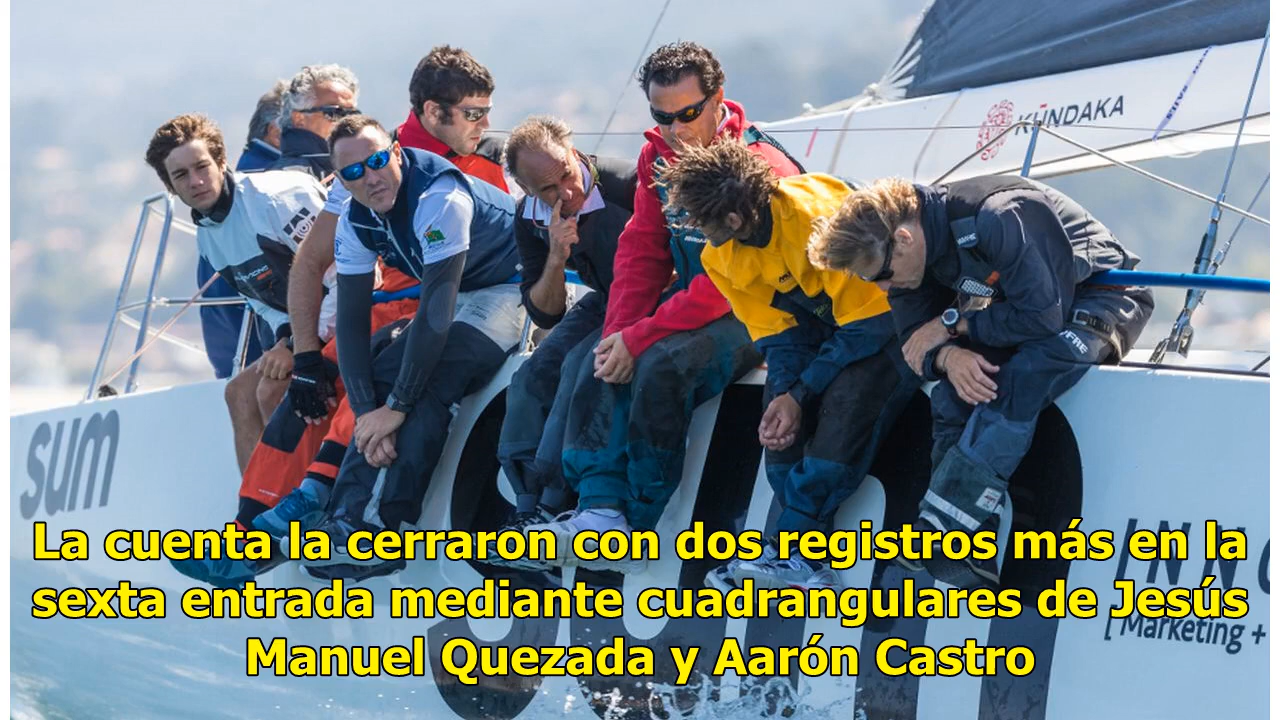 KUNDAKA
sum
INNO
[ Marketing +
La cuenta la cerraron con dos registros más en la
sexta entrada mediante cuadrangulares de Jesús
Manuel Quezada y Aarón Castro